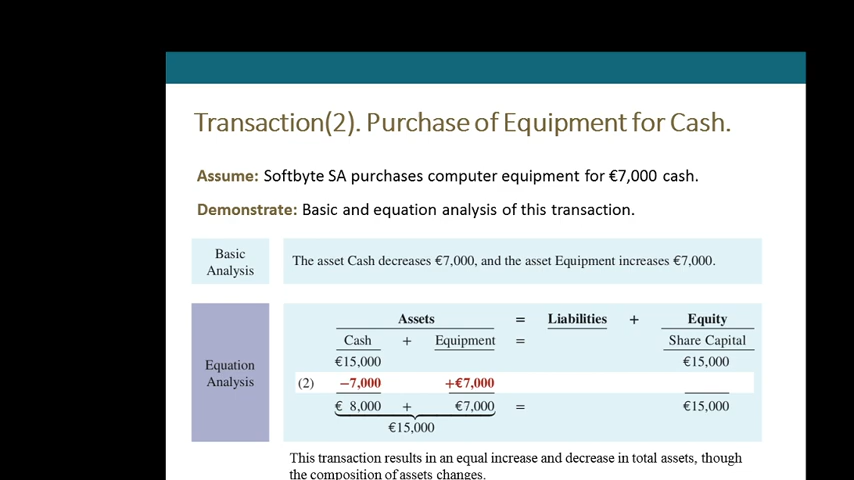 Transaction(2). Purchase of Equipment for Cash.
Assume: Softbyte SA purchases computer equipment for €7,000 cash.
Demonstrate: Basic and equation analysis of this transaction.
Basic
Analysis
The asset Cash decreases €7,000, and the asset Equipment increases €7,000.
Equation
Analysis
Assets = Liabilities + Equity
Cash + Equipment = Share Capital
€15,000 €15,000
(2) −7,000 +€7,000
€ 8,000 + €7,000 = €15,000
€15,000
This transaction results in an equal increase and decrease in total assets, though
the composition of assets changes.